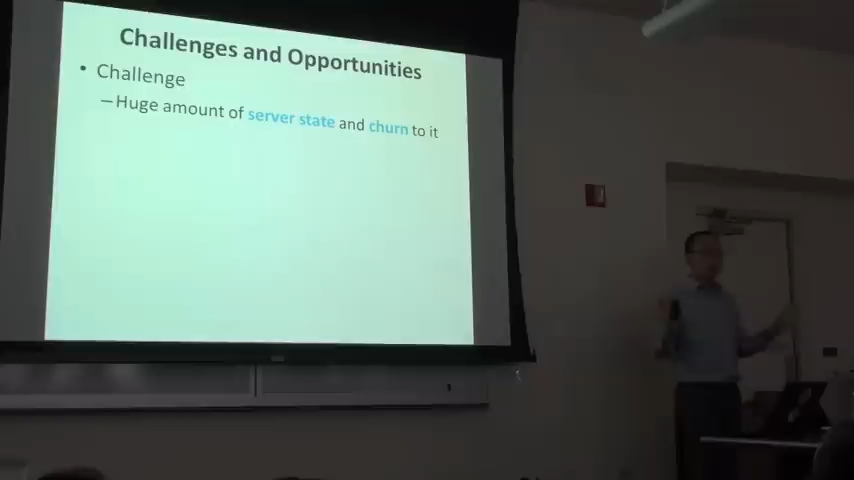 Challenges and Opportunities
• Challenge
–Huge amount of server state and churn to it